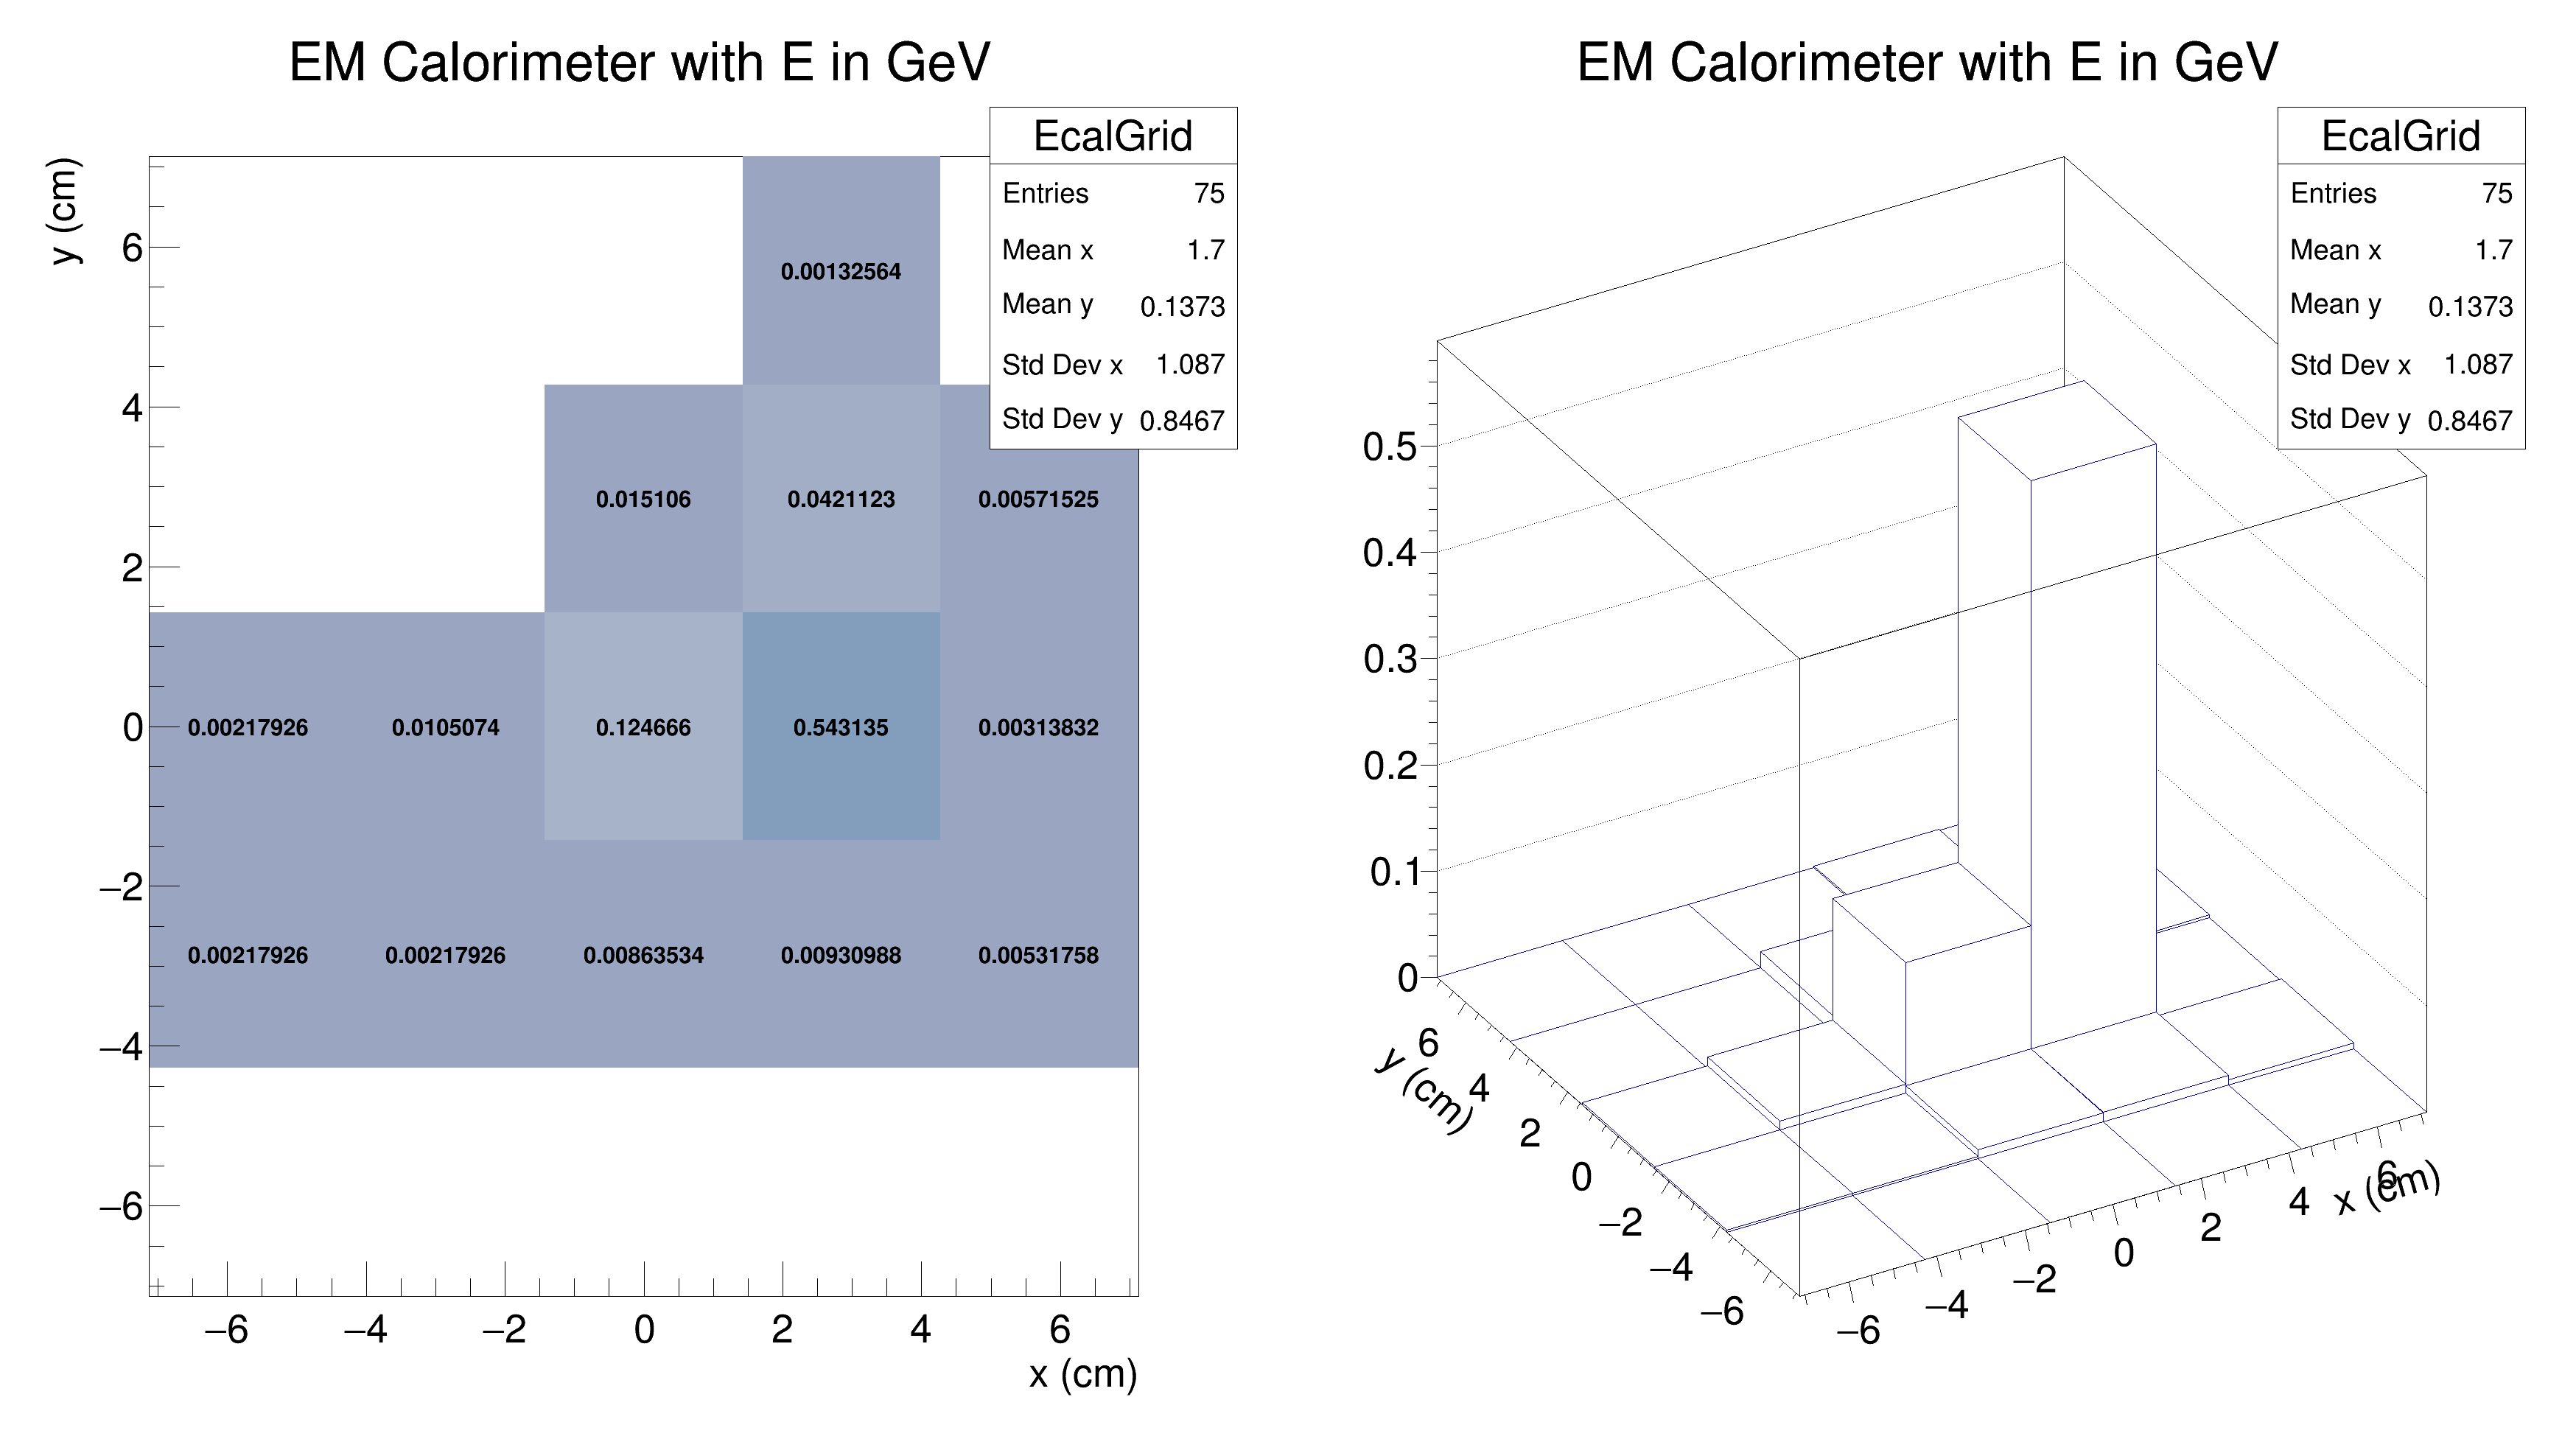 EM Calorimeter with E in GeV
EcalGrid
Entries 75
Mean x 1.7
Mean y 0.1373
Std Dev x 1.087
Std Dev y 0.8467
y (cm)
6
4
2
0
−2
−4
−6
0.00132564
0.015106 0.0421123 0.00571525
0.00217926 0.0105074 0.124666 0.543135 0.00313832
0.00217926 0.00217926 0.00863534 0.00930988 0.00531758
−6 −4 −2 0 2 4 6
x (cm)
EM Calorimeter with E in GeV
EcalGrid
Entries 75
Mean x 1.7
Mean y 0.1373
Std Dev x 1.087
Std Dev y 0.8467
0.5
0.4
0.3
0.2
0.1
0
y (cm)
6
4
2
0
−2
−4
−6
−6 −4 −2 0 2 4 6
x (cm)